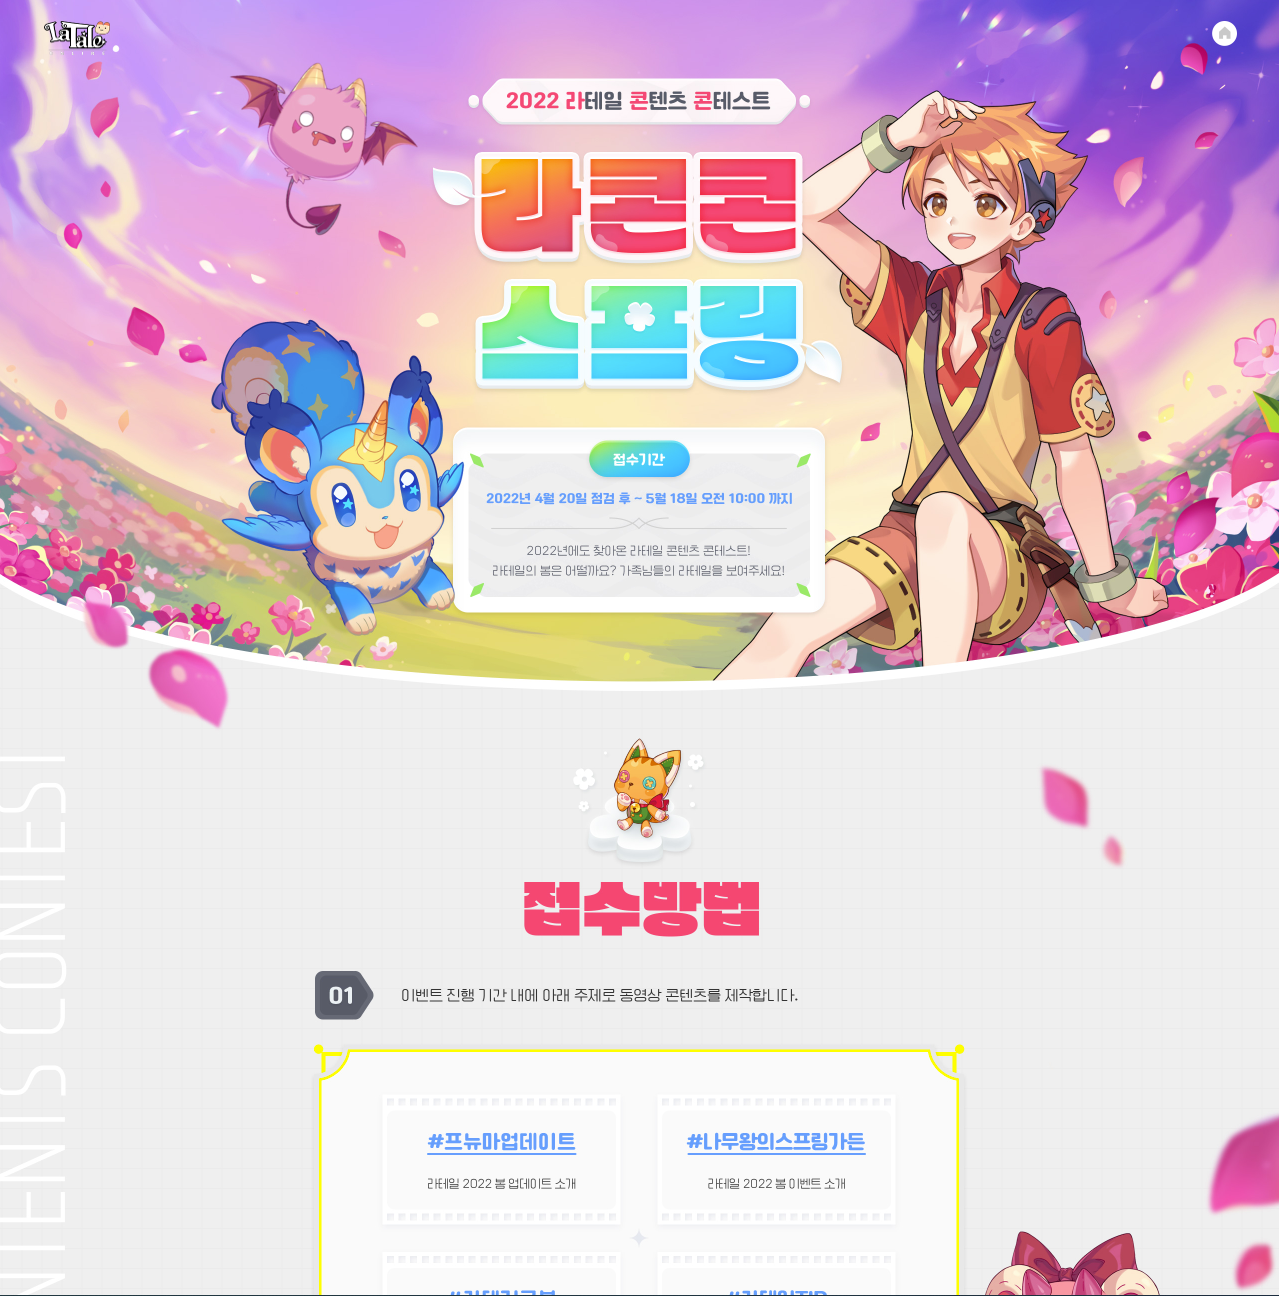 LaTale
2022 라테일 콘텐츠 콘테스트
라콘콘
스프링
접수기간
2022년 4월 20일 점검 후 ~ 5월 18일 오전 10:00 까지
2022년에도 찾아온 라테일 콘텐츠 콘테스트!
라테일의 봄은 어떨까요? 가족님들의 라테일을 보여주세요!
접수방법
01
이벤트 진행 기간 내에 아래 주제로 동영상 콘텐츠를 제작합니다.
#프뉴마업데이트
#나무왕의스프링가든
라테일 2022 봄 업데이트 소개
라테일 2022 봄 이벤트 소개
CONTEST